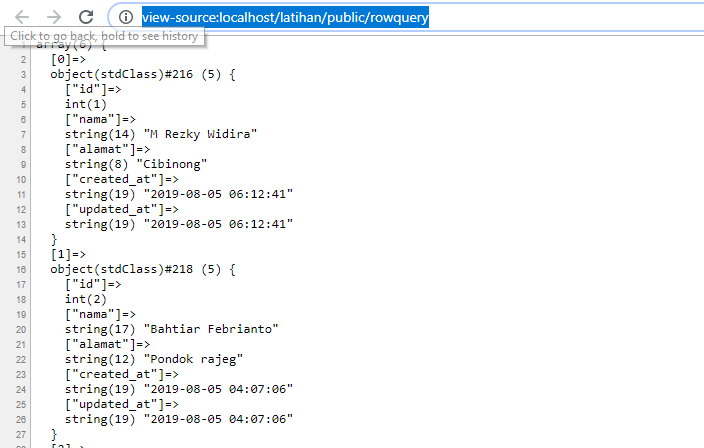 view-source:localhost/latihan/public/rowquery
Click to go back, hold to see history
1 array(6) {
2 [0]=>
3 object(stdClass)#216 (5) {
4 ["id"]=>
5 int(1)
6 ["nama"]=>
7 string(14) "M Rezky Widira"
8 ["alamat"]=>
9 string(8) "Cibinong"
10 ["created_at"]=>
11 string(19) "2019-08-05 06:12:41"
12 ["updated_at"]=>
13 string(19) "2019-08-05 06:12:41"
14 }
15 [1]=>
16 object(stdClass)#218 (5) {
17 ["id"]=>
18 int(2)
19 ["nama"]=>
20 string(17) "Bahtiar Febrianto"
21 ["alamat"]=>
22 string(12) "Pondok rajeg"
23 ["created_at"]=>
24 string(19) "2019-08-05 04:07:06"
25 ["updated_at"]=>
26 string(19) "2019-08-05 04:07:06"
27 }
28 [2]=>